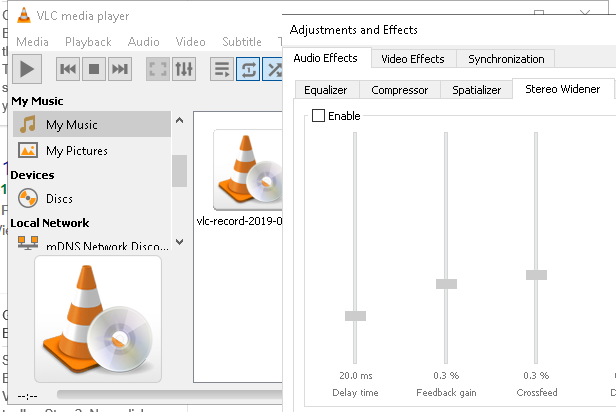 VLC media player
Media Playback Audio Video Subtitle
Adjustments and Effects
Audio Effects Video Effects Synchronization
Equalizer Compressor Spatializer Stereo Widener
Enable
My Music
My Music
My Pictures
Devices
Discs
Local Network
mDNS Network Disco...
vlc-record-2019-0
20.0 ms 0.3 % 0.3 %
Delay time Feedback gain Crossfeed
--:--